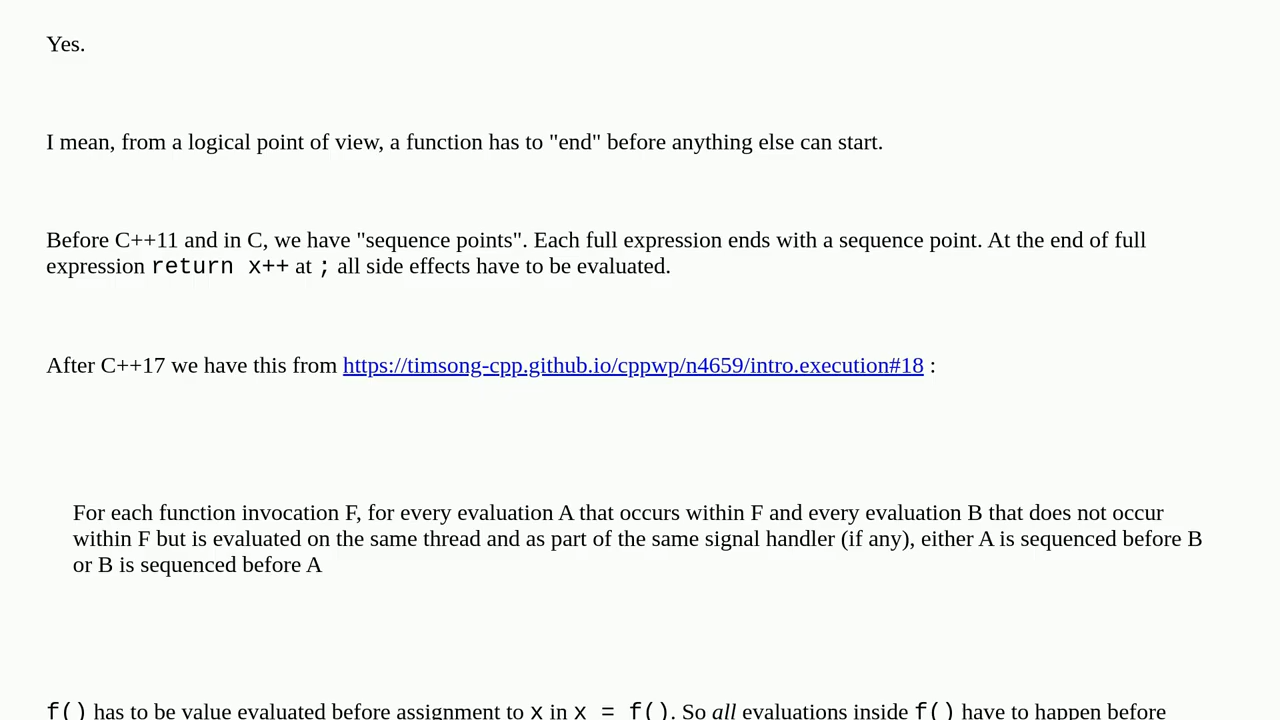 Yes.
I mean, from a logical point of view, a function has to "end" before anything else can start.
Before C++11 and in C, we have "sequence points". Each full expression ends with a sequence point. At the end of full
expression return x++ at ; all side effects have to be evaluated.
After C++17 we have this from https://timsong-cpp.github.io/cppwp/n4659/intro.execution#18 :
For each function invocation F, for every evaluation A that occurs within F and every evaluation B that does not occur
within F but is evaluated on the same thread and as part of the same signal handler (if any), either A is sequenced before B
or B is sequenced before A
f() has to be value evaluated before assignment to x in x = f(). So all evaluations inside f() have to happen before